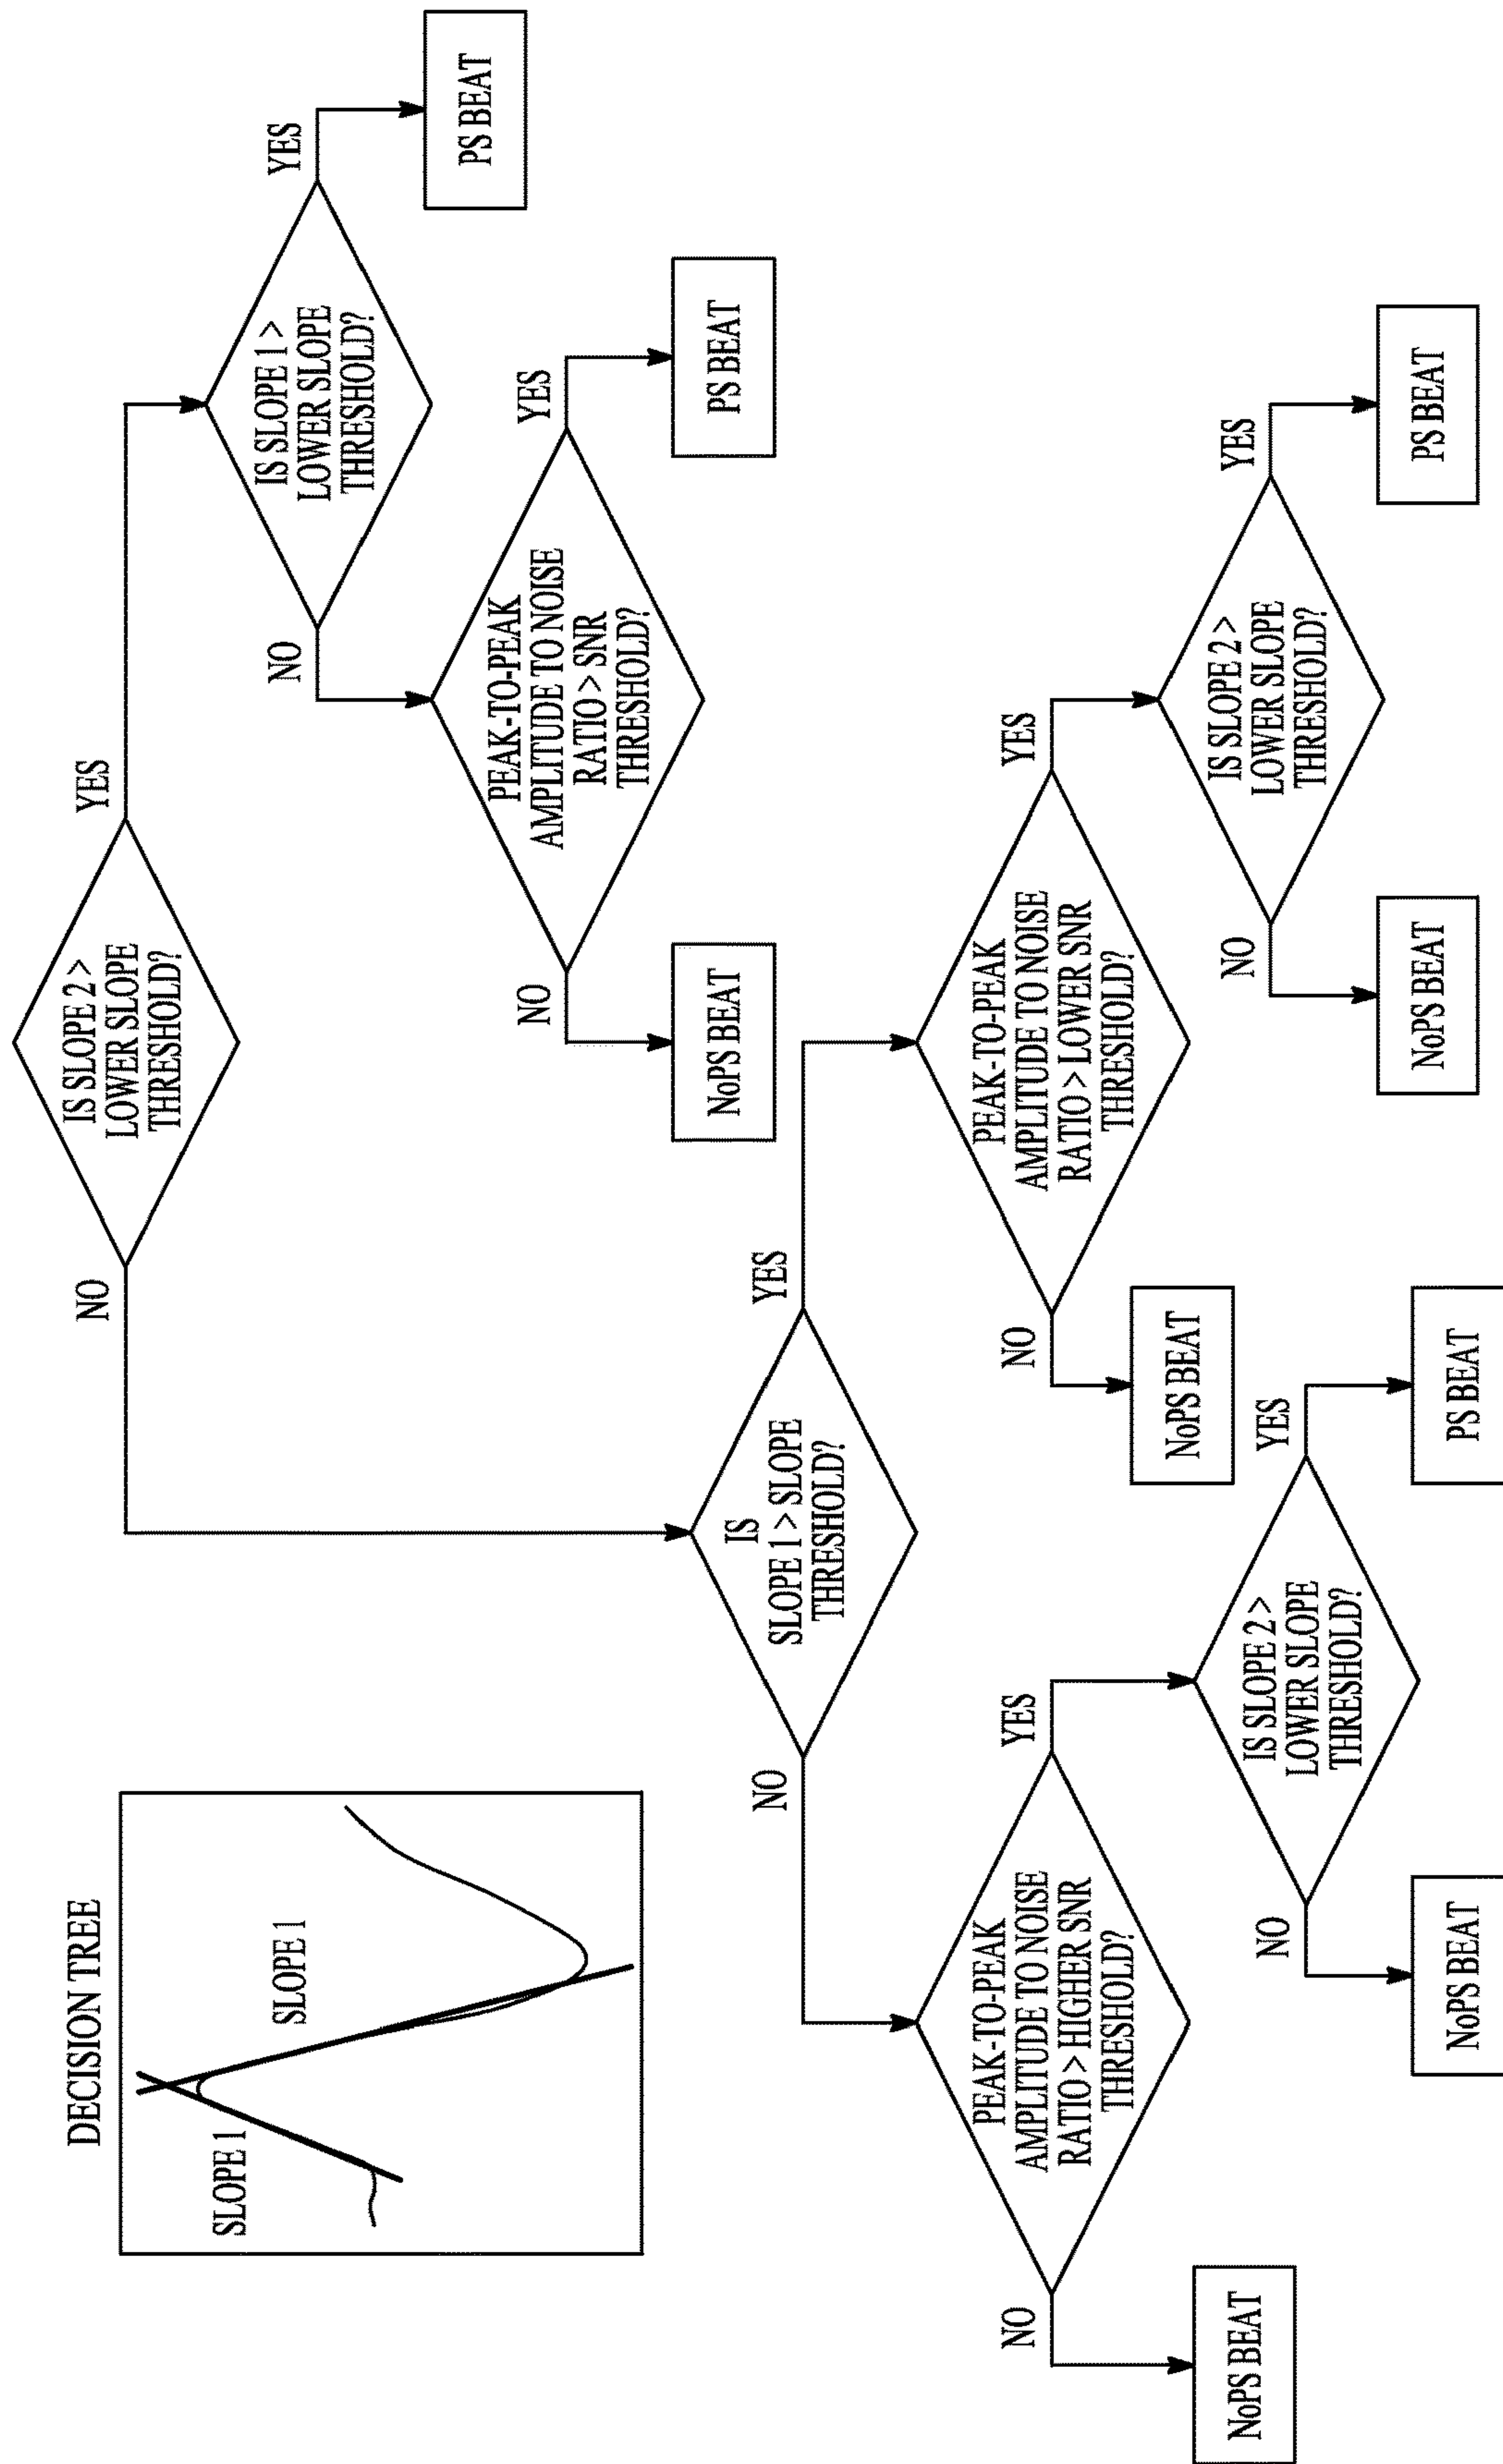 DECISION TREE
SLOPE 1
SLOPE 1
IS SLOPE 2 >
LOWER SLOPE
THRESHOLD?
NO
YES
IS SLOPE 1 >
LOWER SLOPE
THRESHOLD?
NO
YES
PS BEAT
PEAK-TO-PEAK
AMPLITUDE TO NOISE
RATIO > SNR
THRESHOLD?
NO
YES
NoPS BEAT
PS BEAT
IS
SLOPE 1 > SLOPE
THRESHOLD?
NO
YES
PEAK-TO-PEAK
AMPLITUDE TO NOISE
RATIO > HIGHER SNR
THRESHOLD?
NO
YES
NoPS BEAT
IS SLOPE 2 >
LOWER SLOPE
THRESHOLD?
NO
YES
NoPS BEAT
PS BEAT
PEAK-TO-PEAK
AMPLITUDE TO NOISE
RATIO > LOWER SNR
THRESHOLD?
NO
YES
NoPS BEAT
IS SLOPE 2 >
LOWER SLOPE
THRESHOLD?
NO
YES
NoPS BEAT
PS BEAT